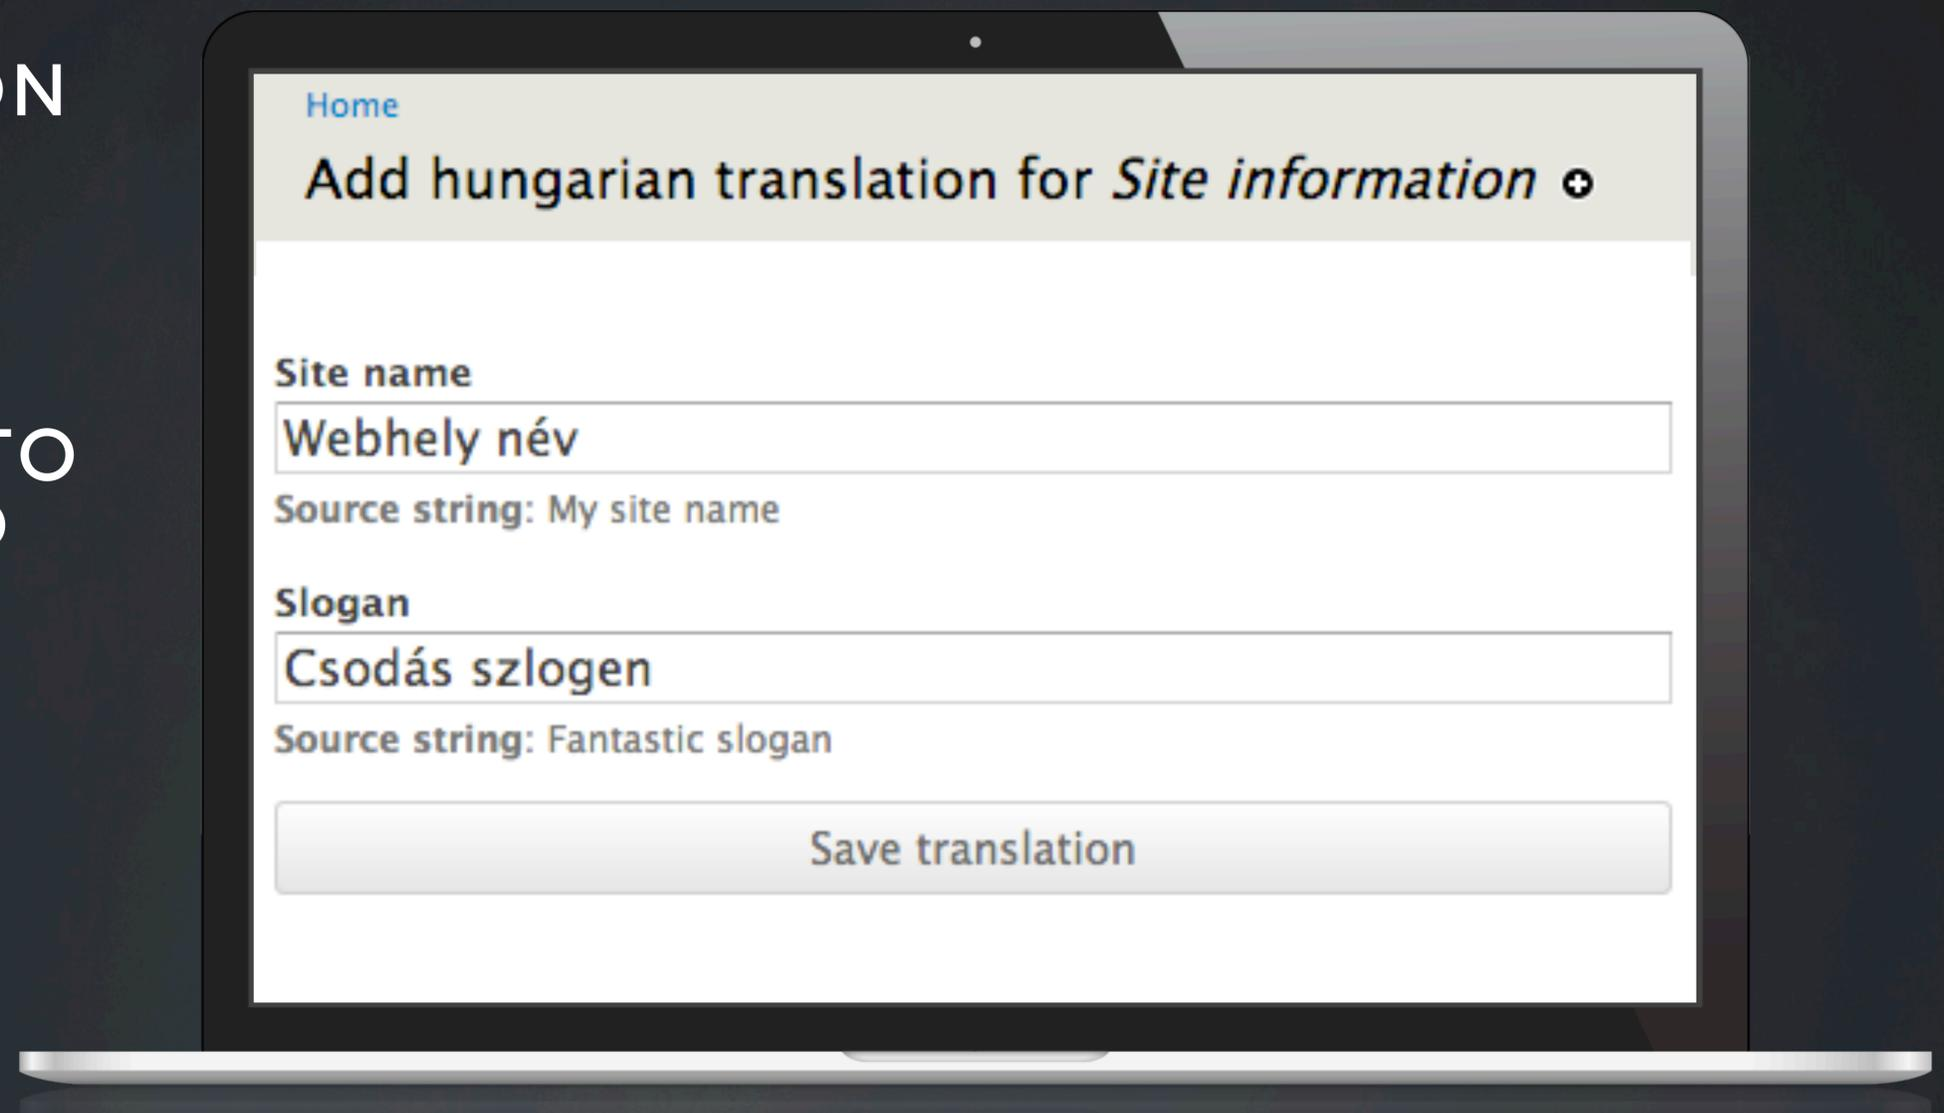 Home
Add hungarian translation for Site information
Site name
Webhely név
Source string: My site name
Slogan
Csodás szlogen
Source string: Fantastic slogan
Save translation